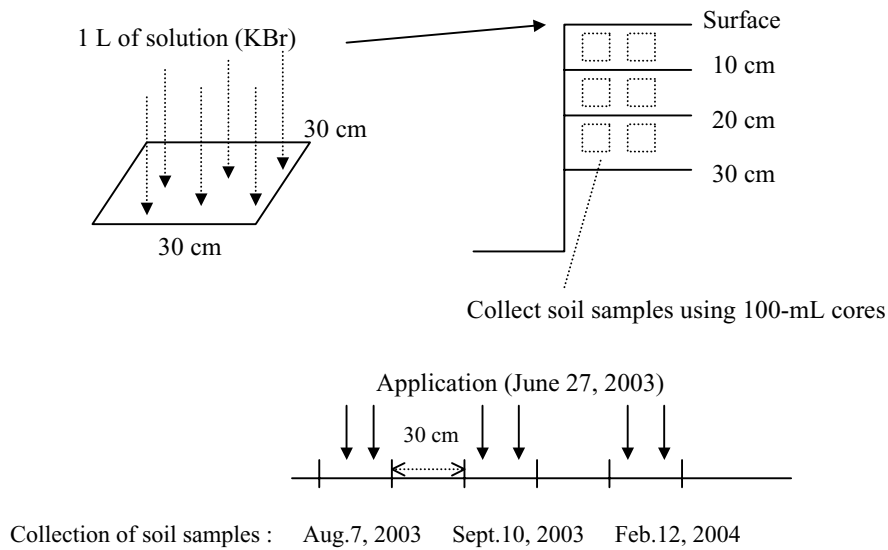 1 L of solution (KBr)
30 cm
30 cm
Surface
10 cm
20 cm
30 cm
Collect soil samples using 100-mL cores
Application (June 27, 2003)
30 cm
Collection of soil samples : Aug.7, 2003 Sept.10, 2003 Feb.12, 2004